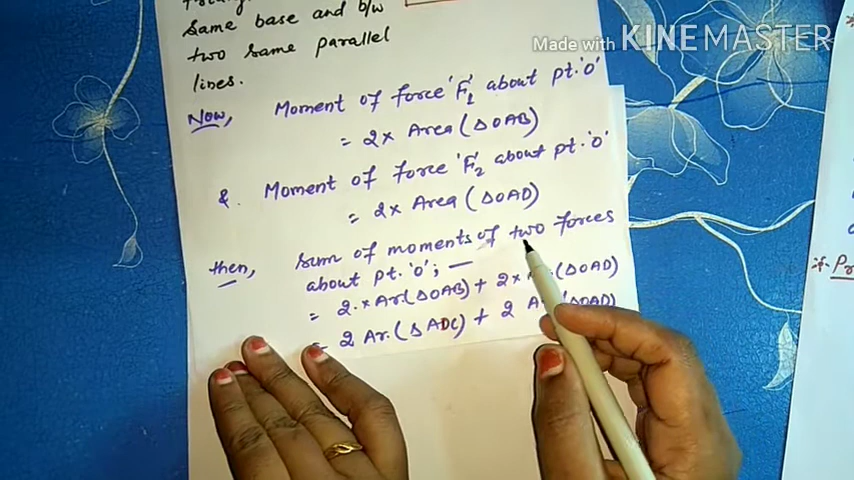 same base and b/w
two same parallel
lines.
Made with KINEMASTER
Now, Moment of force 'F1' about pt.'O'
= 2 × Area (ΔOAB)
&. Moment of force 'F2' about pt.'O'
= 2 × Area (ΔOAD)
then, sum of moments of two forces
about pt.'O'; —
= 2.× Ar.(ΔOAB) + 2 × (ΔOAD)
= 2 Ar.(ΔADC) + 2 (ΔOAD)